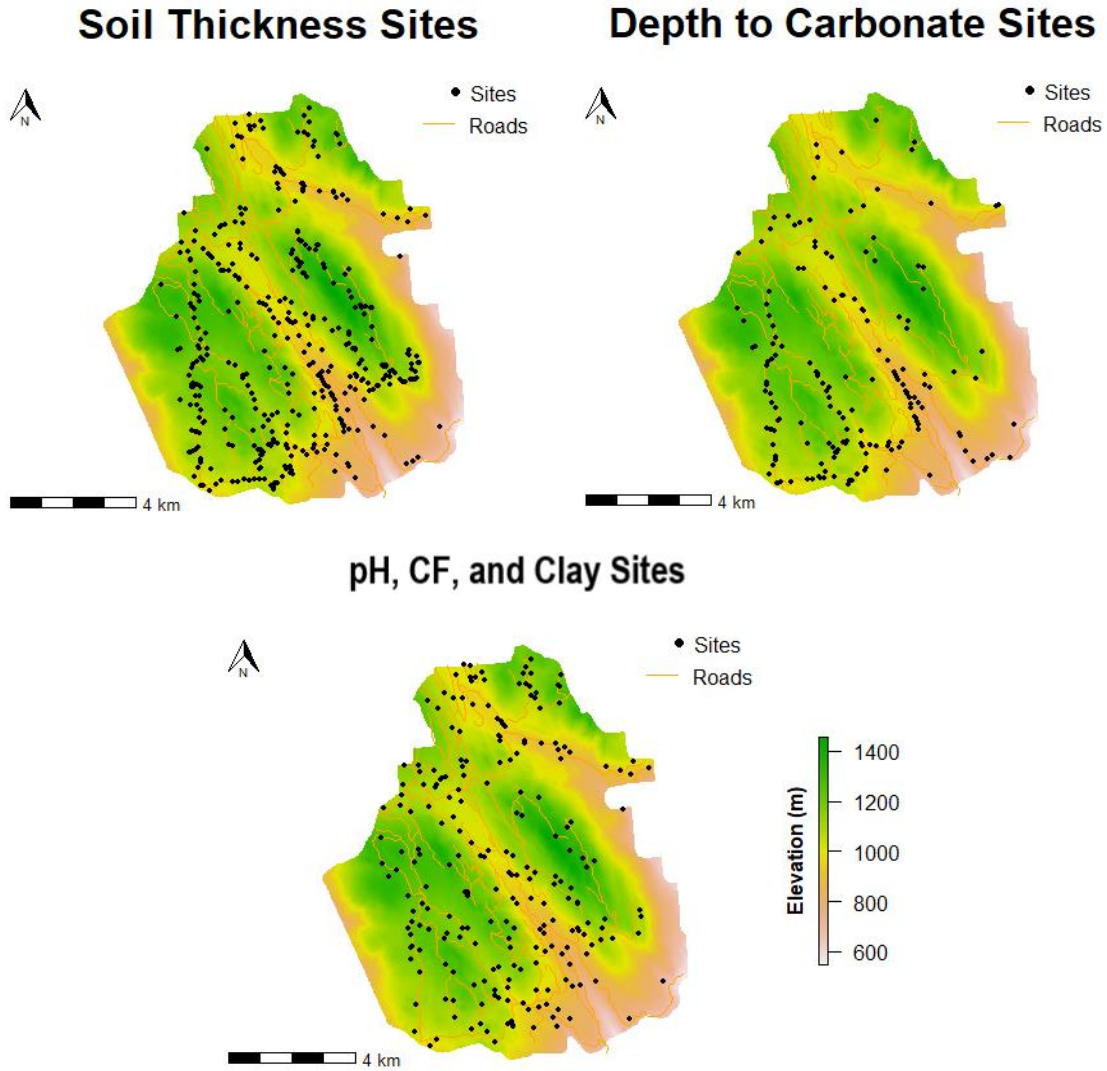 Soil Thickness Sites
Depth to Carbonate Sites
N
Sites
Roads
4 km
N
Sites
Roads
4 km
pH, CF, and Clay Sites
N
Sites
Roads
4 km
Elevation (m)
1400
1200
1000
800
600